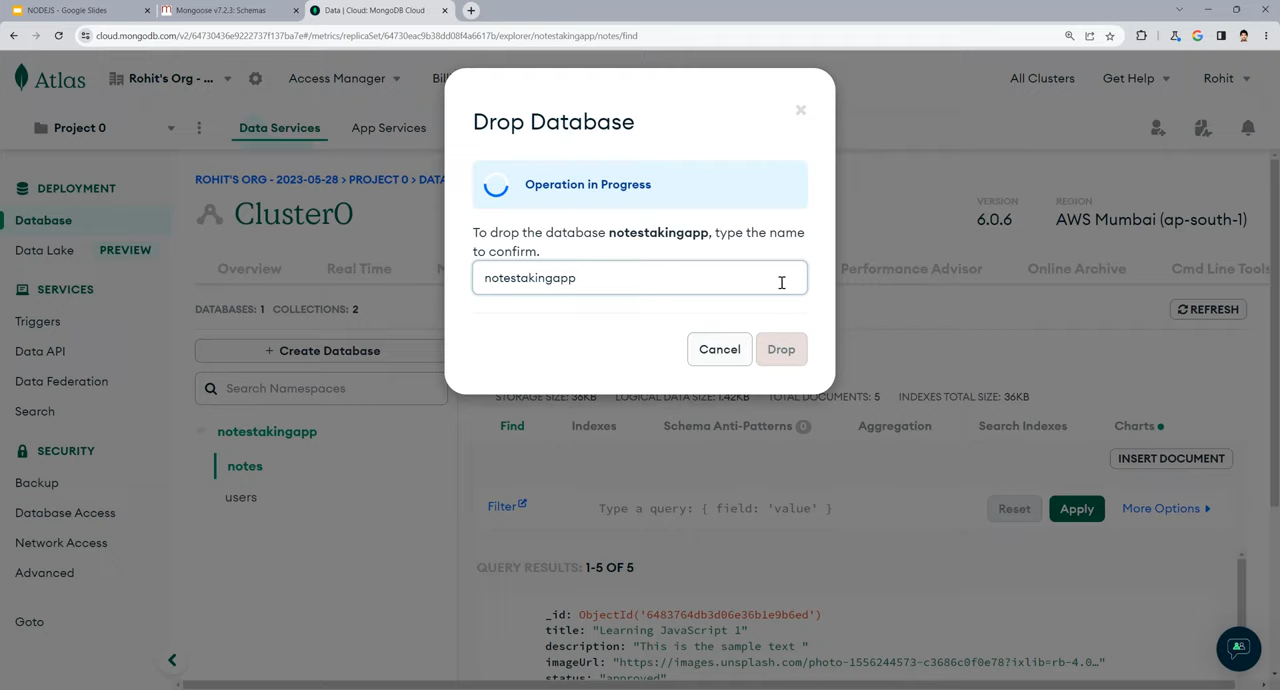 NODEJS - Google Slides
Mongoose v7.2.3: Schemas
Data | Cloud: MongoDB Cloud
cloud.mongodb.com/v2/64730436e9222737f137ba7e#/metrics/replicaSet/64730eac9b38dd08f4a6617b/explorer/notestakingapp/notes/find
Atlas
Rohit's Org - ...
Access Manager
All Clusters
Get Help
Rohit
Project 0
Data Services
App Services
DEPLOYMENT
Database
Data Lake
PREVIEW
SERVICES
Triggers
Data API
Data Federation
Search
SECURITY
Backup
Database Access
Network Access
Advanced
Goto
ROHIT'S ORG - 2023-05-28 > PROJECT 0 >
Cluster0
VERSION
6.0.6
REGION
AWS Mumbai (ap-south-1)
Overview
Real Time
Performance Advisor
Online Archive
Cmd Line Tools
DATABASES: 1 COLLECTIONS: 2
REFRESH
+ Create Database
Search Namespaces
notestakingapp
notes
users
Drop Database
Operation in Progress
To drop the database notestakingapp, type the name
to confirm.
notestakingapp
Cancel
Drop
STORAGE SIZE: 36KB LOGICAL DATA SIZE: 1.42KB TOTAL DOCUMENTS: 5 INDEXES TOTAL SIZE: 36KB
Find
Indexes
Schema Anti-Patterns 0
Aggregation
Search Indexes
Charts
INSERT DOCUMENT
Filter
Type a query: { field: 'value' }
Reset
Apply
More Options
QUERY RESULTS: 1-5 OF 5
_id: ObjectId('6483764db3d06e36b1e9b6ed')
title: "Learning JavaScript 1"
description: "This is the sample text "
imageUrl: "https://images.unsplash.com/photo-1556244573-c3686c0f0e78?ixlib=rb-4.0…"
status: "approved"